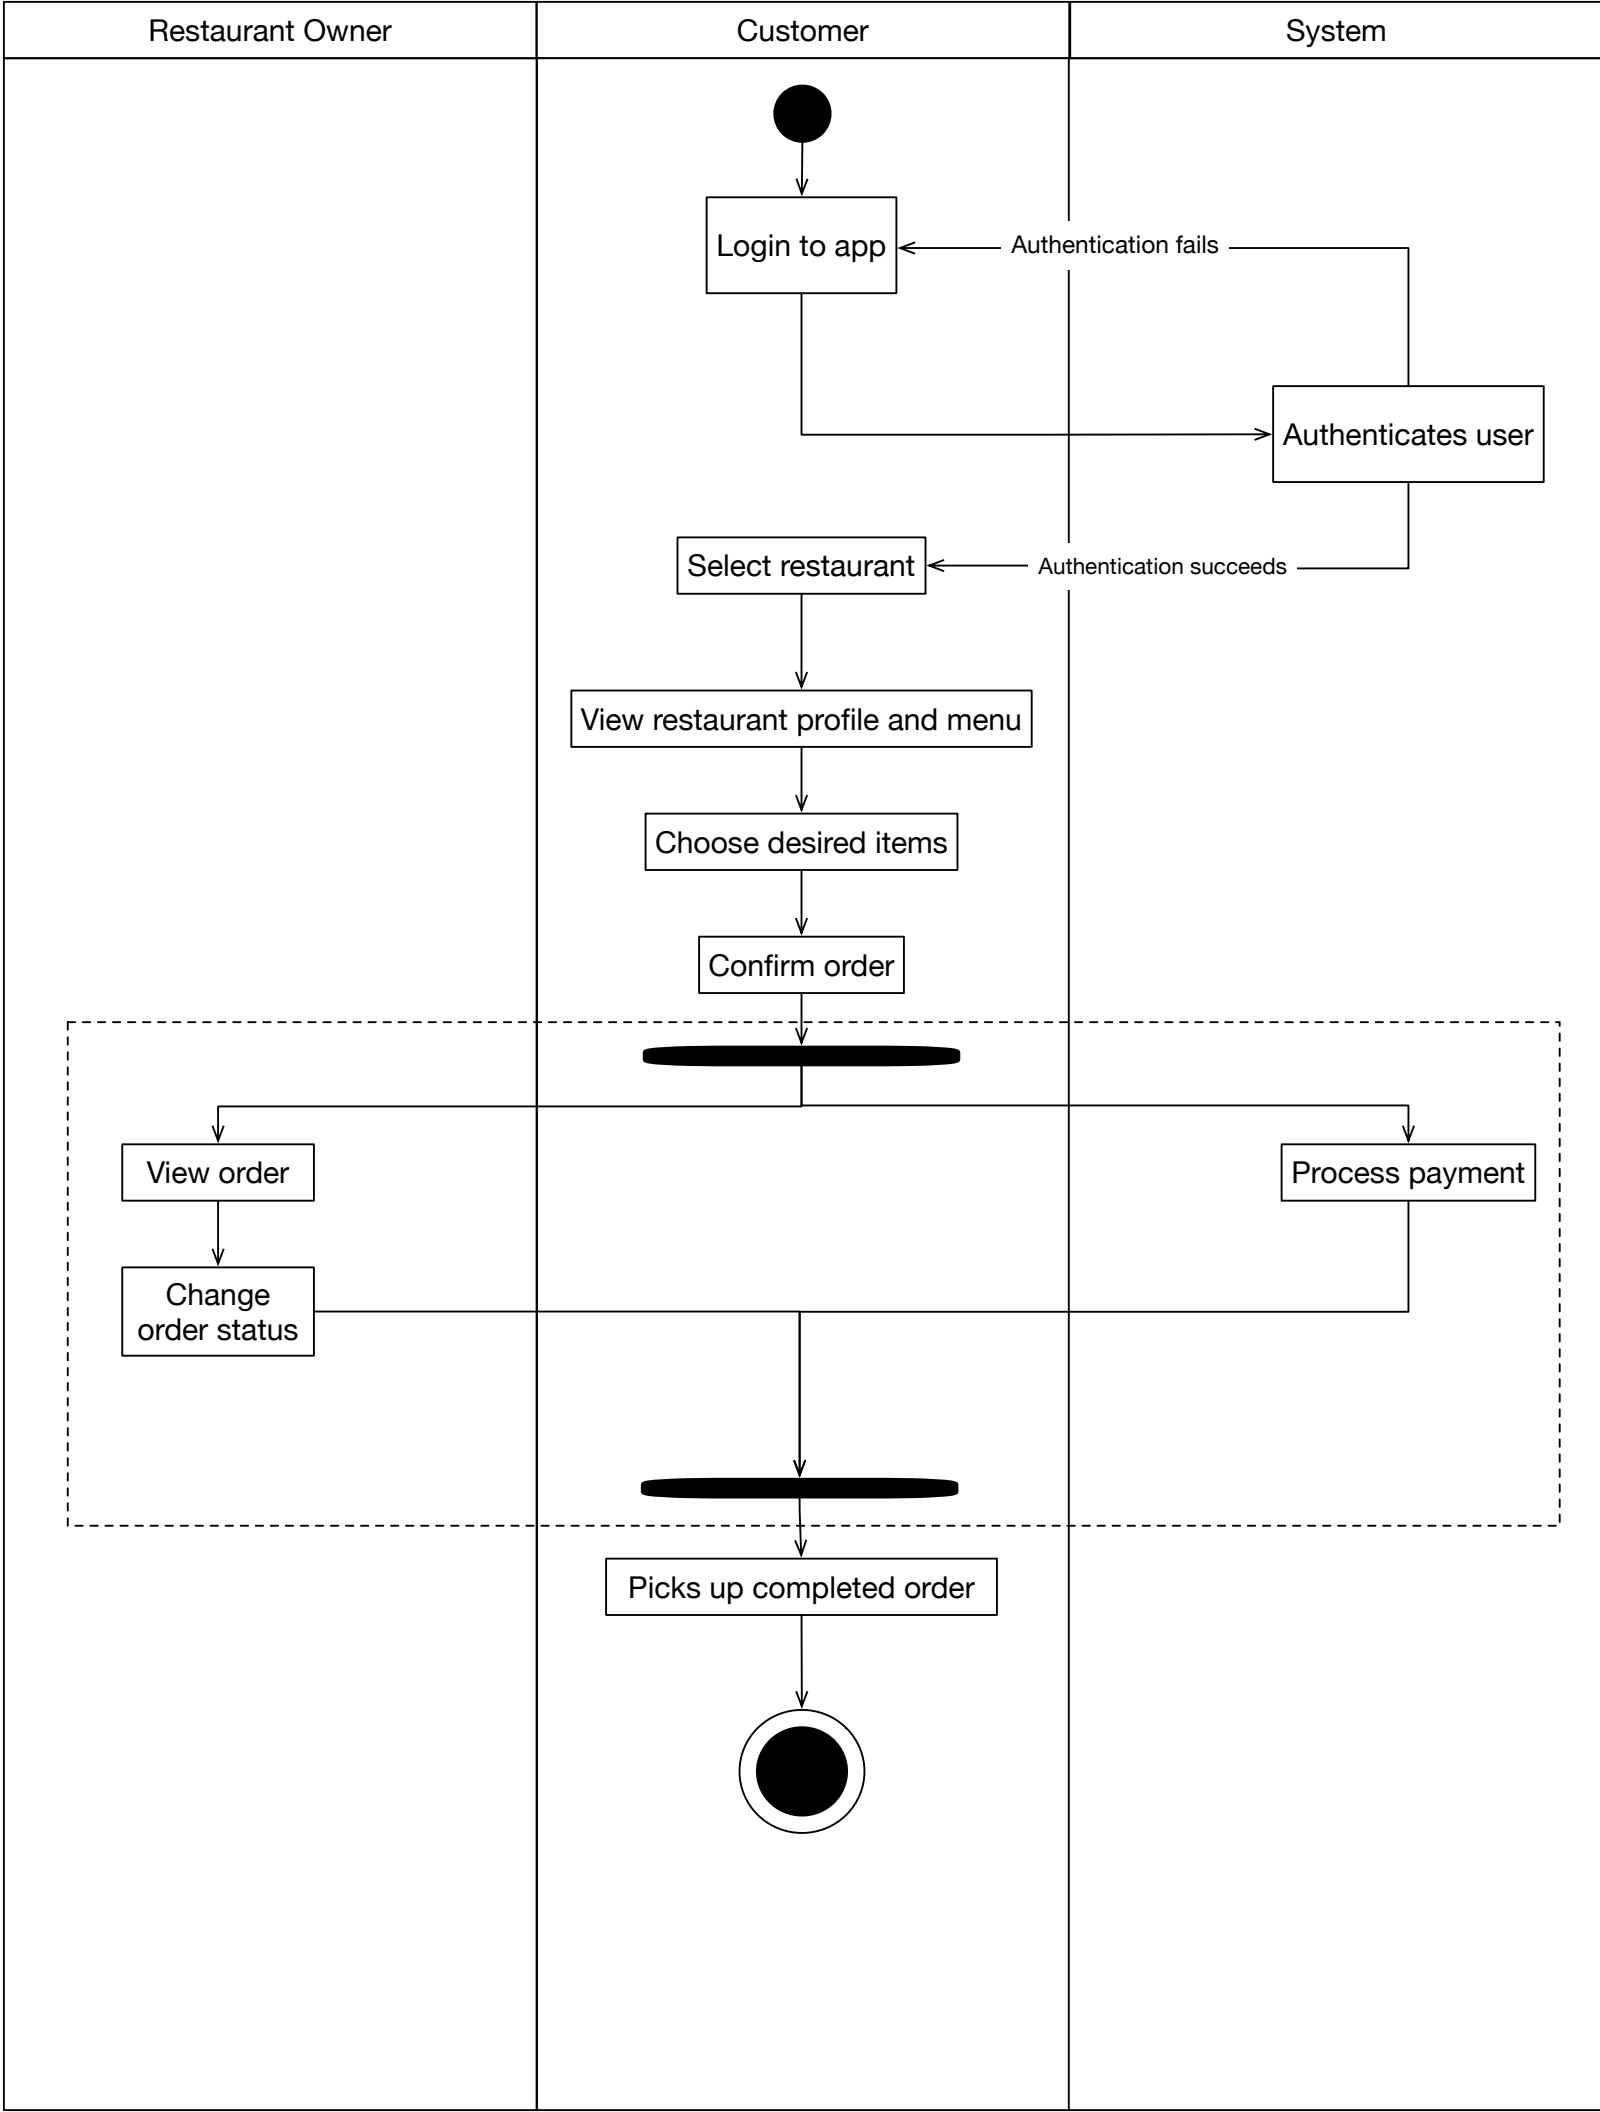 Restaurant Owner
Customer
System
Login to app
Authentication fails
Authenticates user
Select restaurant
Authentication succeeds
View restaurant profile and menu
Choose desired items
Confirm order
View order
Process payment
Change
order status
Picks up completed order